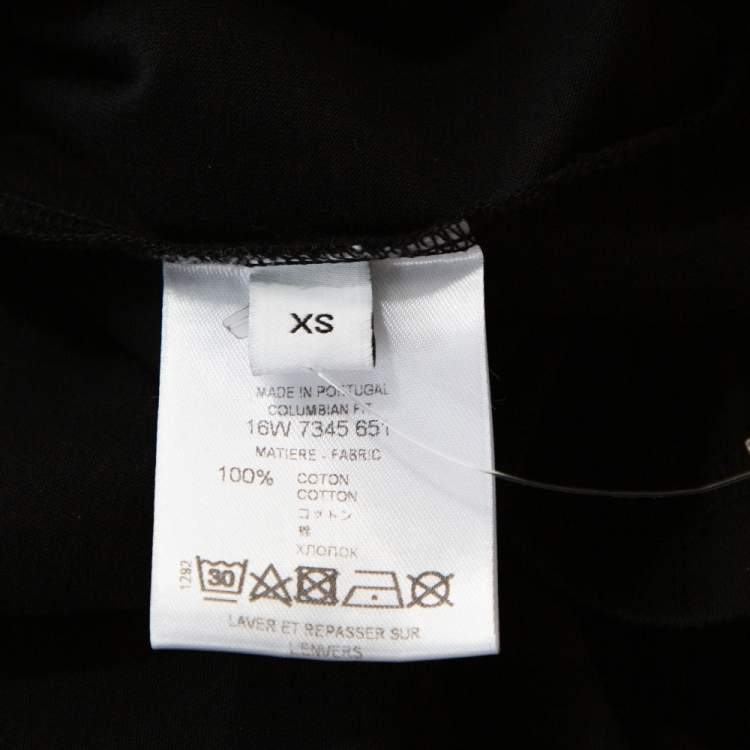 XS
MADE IN PORTUGAL
COLUMBIAN FIT
16W 7345 651
MATIERE - FABRIC
100% COTON
COTTON
コットン
棉
ХЛОПОК
1292
30
LAVER ET REPASSER SUR
L'ENVERS